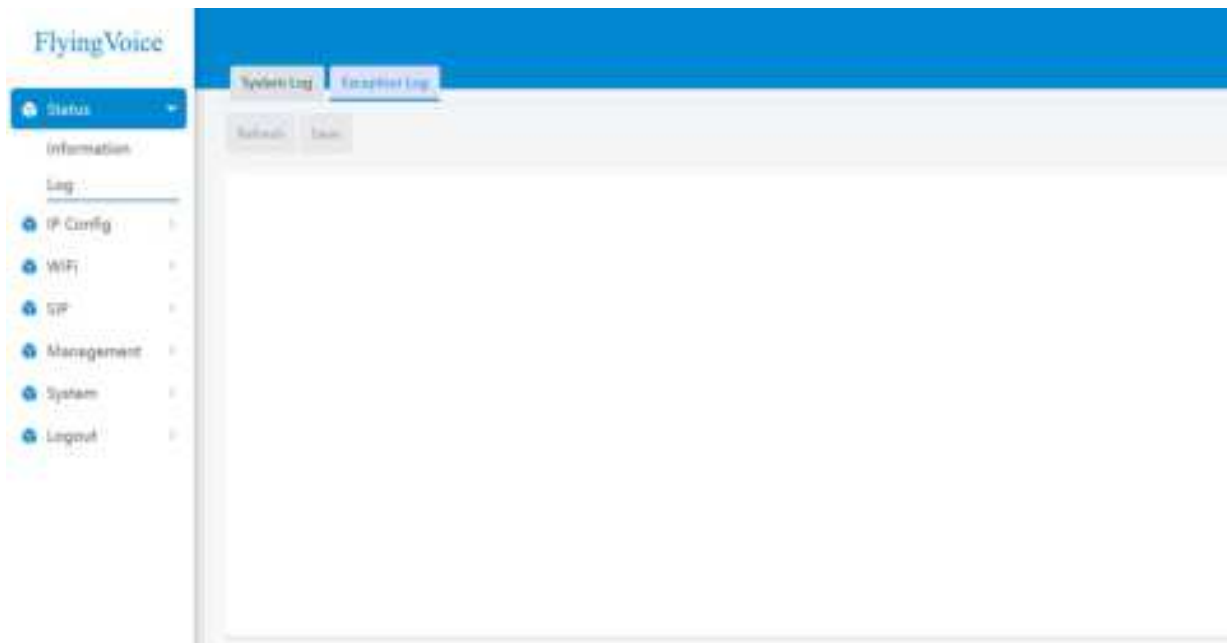 FlyingVoice
System Log
Exception Log
Status
Refresh
Save
Information
Log
IP Config
WiFi
SIP
Management
System
Logout